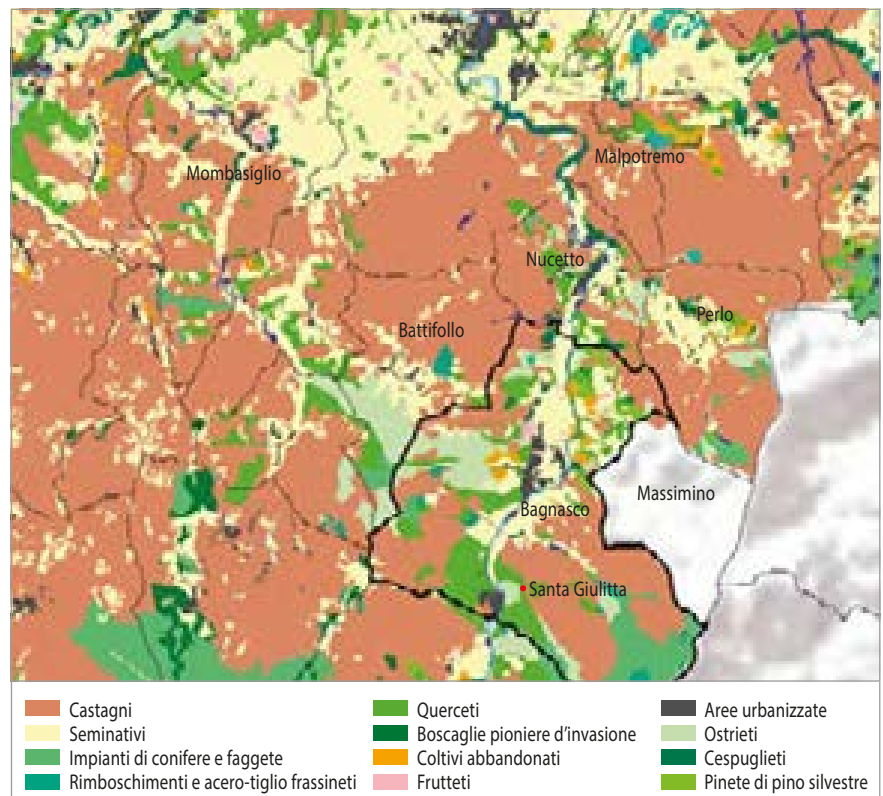 Malpotremo
Mombasiglio
Nucetto
Perlo
Battifollo
Massimino
Bagnasco
Santa Giulitta
Castagni
Seminativi
Impianti di conifere e faggete
Rimboschimenti e acero-tiglio frassineti
Querceti
Boscaglie pioniere d'invasione
Coltivi abbandonati
Frutteti
Aree urbanizzate
Ostrieti
Cespuglieti
Pinete di pino silvestre